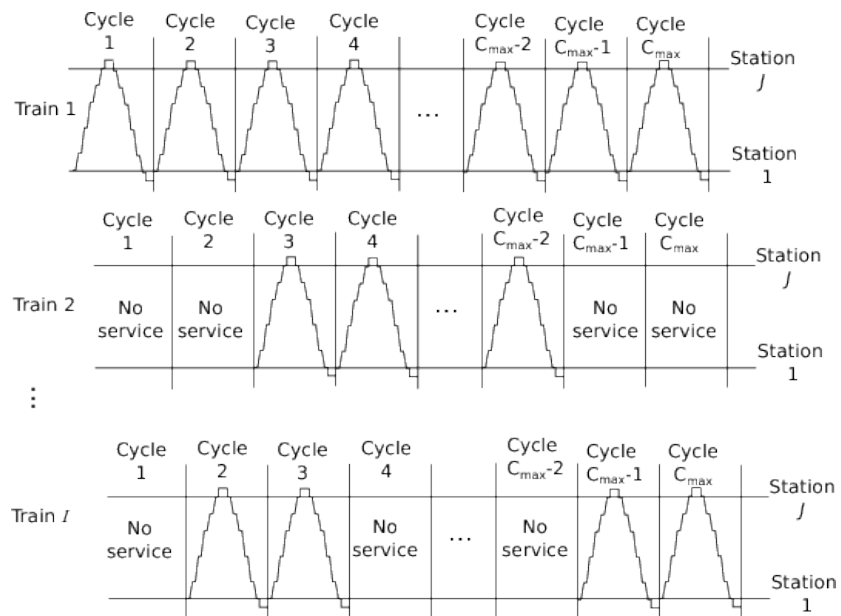 Cycle 1
Cycle 2
Cycle 3
Cycle 4
Cycle Cmax-2
Cycle Cmax-1
Cycle Cmax
Station J
Train 1
...
Station 1
Cycle 1
Cycle 2
Cycle 3
Cycle 4
Cycle Cmax-2
Cycle Cmax-1
Cycle Cmax
Station J
Train 2
No service
No service
...
No service
No service
Station 1
⋮
Cycle 1
Cycle 2
Cycle 3
Cycle 4
Cycle Cmax-2
Cycle Cmax-1
Cycle Cmax
Station J
Train I
No service
No service
...
No service
Station 1